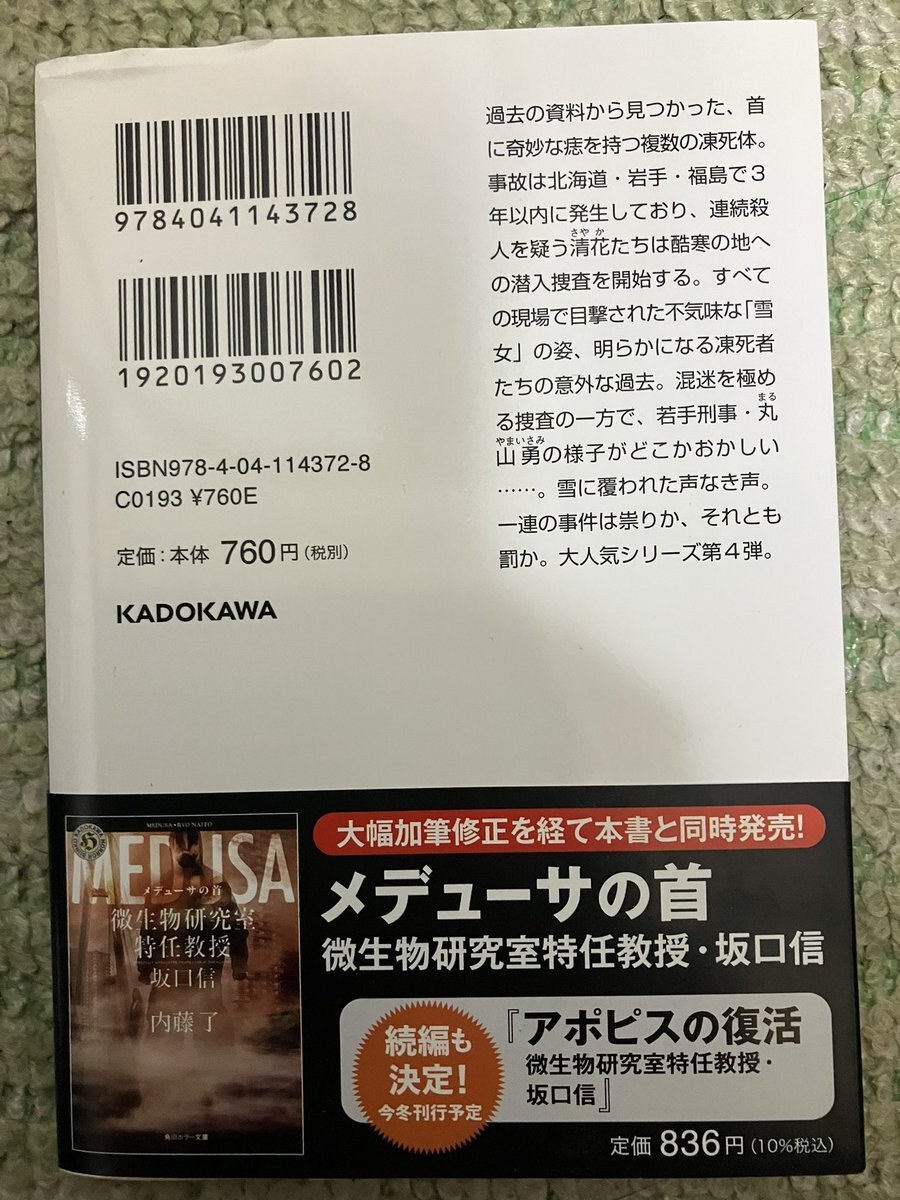 9784041143728
1920193007602
ISBN978-4-04-114372-8
C0193 ¥760E
定価：本体 760円（税別）
KADOKAWA
過去の資料から見つかった、首
に奇妙な痣を持つ複数の凍死体。
事故は北海道・岩手・福島で3
年以内に発生しており、連続殺
さやか
人を疑う清花たちは酷寒の地へ
の潜入捜査を開始する。すべて
の現場で目撃された不気味な「雪
女」の姿、明らかになる凍死者
たちの意外な過去。混迷を極め
まる
る捜査の一方で、若手刑事・丸
やまいさみ
山勇の様子がどこかおかしい
……。雪に覆われた声なき声。
一連の事件は祟りか、それとも
罰か。大人気シリーズ第4弾。
MEDUSA・RYO NAITO
MEDUSA
メデューサの首
微生物研究室
特任教授
坂口信
内藤了
角川ホラー文庫
大幅加筆修正を経て本書と同時発売!
メデューサの首
微生物研究室特任教授・坂口信
続編も
決定!
今冬刊行予定
『アポピスの復活
微生物研究室特任教授・
坂口信』
定価 836円（10%税込）